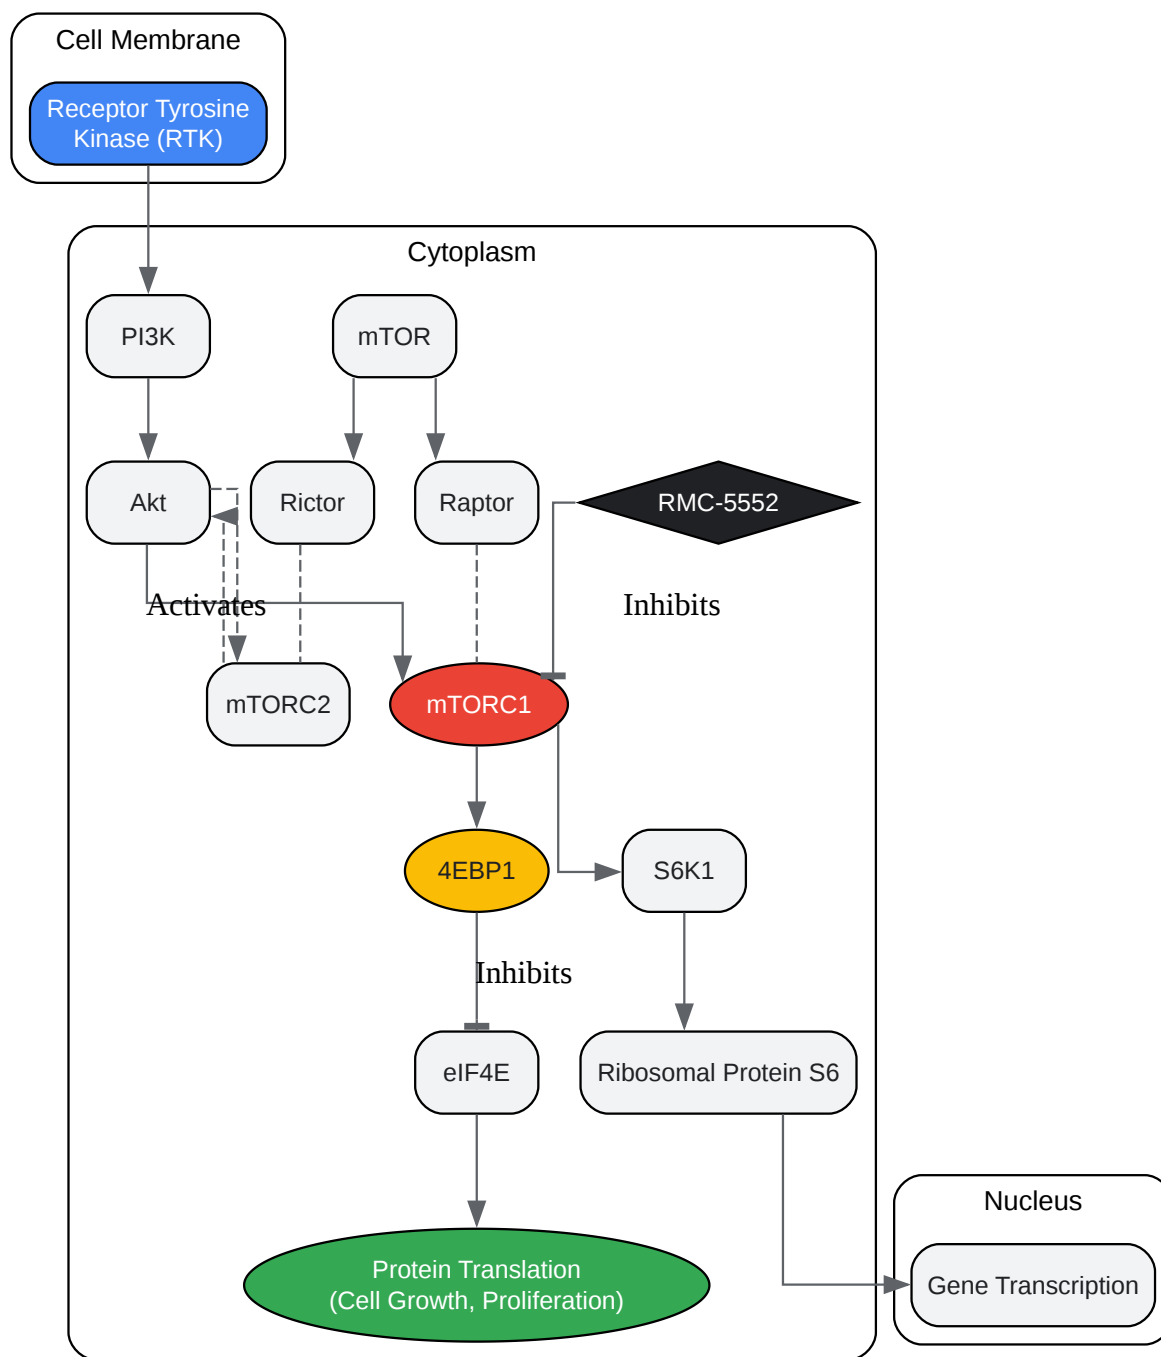 Cell Membrane
Receptor Tyrosine
Kinase (RTK)
Cytoplasm
PI3K
mTOR
Akt
Rictor
Raptor
RMC-5552
Activates
Inhibits
mTORC2
mTORC1
4EBP1
S6K1
Inhibits
eIF4E
Ribosomal Protein S6
Nucleus
Protein Translation
(Cell Growth, Proliferation)
Gene Transcription